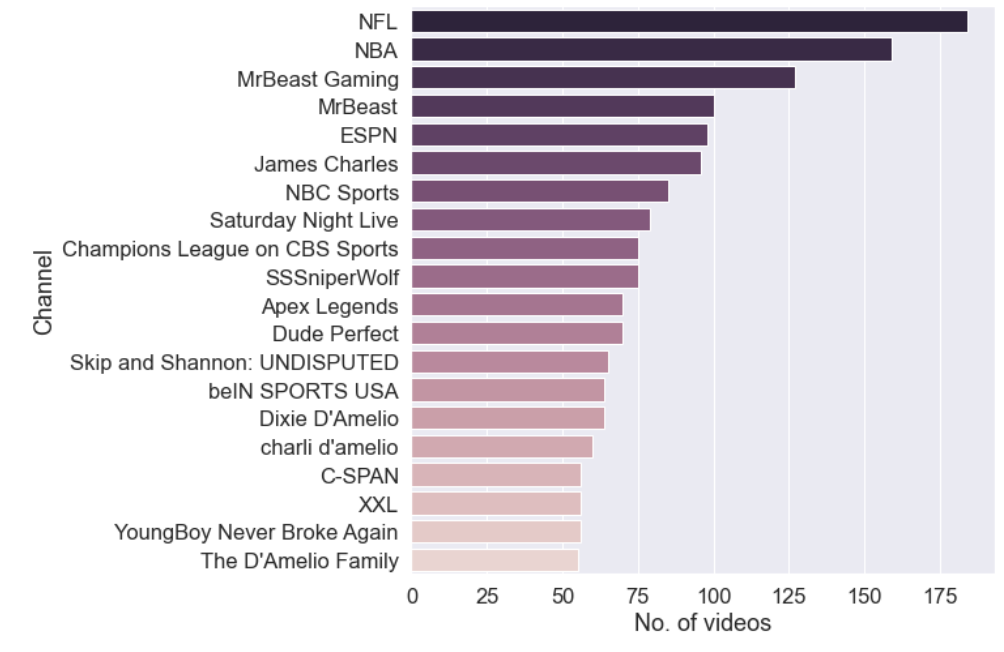 NFL
NBA
MrBeast Gaming
MrBeast
ESPN
James Charles
NBC Sports
Saturday Night Live
Champions League on CBS Sports
SSSniperWolf
Apex Legends
Dude Perfect
Skip and Shannon: UNDISPUTED
beIN SPORTS USA
Dixie D'Amelio
charli d'amelio
C-SPAN
XXL
YoungBoy Never Broke Again
The D'Amelio Family
Channel
0 25 50 75 100 125 150 175
No. of videos